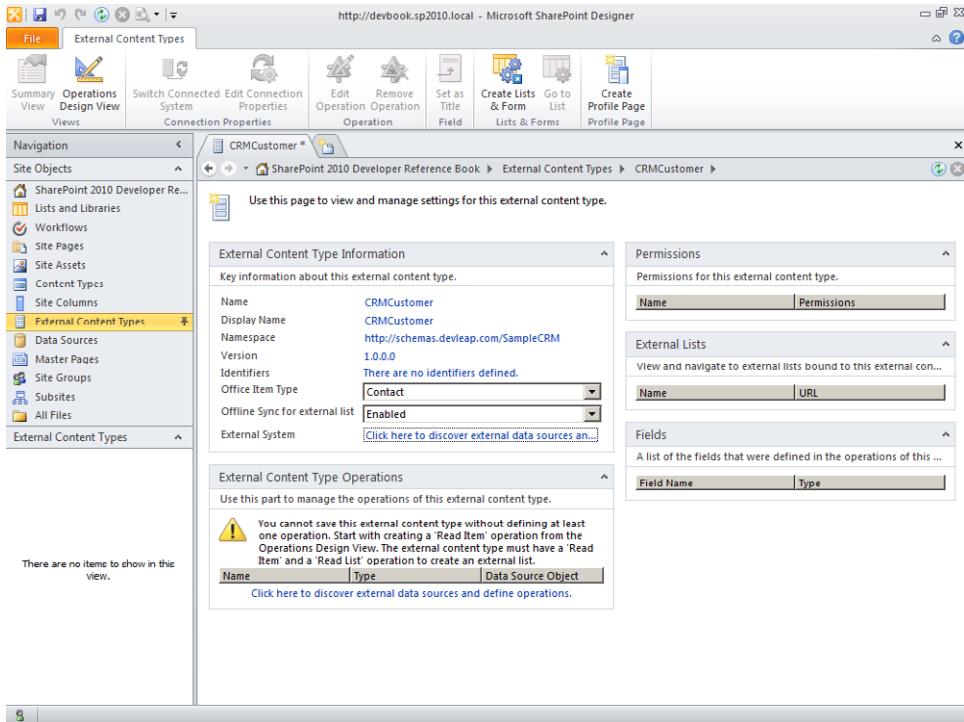 http://devbook.sp2010.local - Microsoft SharePoint Designer
File
External Content Types
Summary View
Operations Design View
Views
Switch Connected System
Edit Connection Properties
Connection Properties
Edit Operation
Remove Operation
Operation
Set as Title
Field
Create Lists & Form
Go to List
Lists & Forms
Create Profile Page
Profile Page
Navigation
Site Objects
SharePoint 2010 Developer Re...
Lists and Libraries
Workflows
Site Pages
Site Assets
Content Types
Site Columns
External Content Types
Data Sources
Master Pages
Site Groups
Subsites
All Files
External Content Types
There are no items to show in this
view.
CRMCustomer *
SharePoint 2010 Developer Reference Book
External Content Types
CRMCustomer
Use this page to view and manage settings for this external content type.
External Content Type Information
Key information about this external content type.
Name CRMCustomer
Display Name CRMCustomer
Namespace http://schemas.devleap.com/SampleCRM
Version 1.0.0.0
Identifiers There are no identifiers defined.
Office Item Type Contact
Offline Sync for external list Enabled
External System Click here to discover external data sources an...
External Content Type Operations
Use this part to manage the operations of this external content type.
You cannot save this external content type without defining at least
one operation. Start with creating a 'Read Item' operation from the
Operations Design View. The external content type must have a 'Read
Item' and a 'Read List' operation to create an external list.
Name Type Data Source Object
Click here to discover external data sources and define operations.
Permissions
Permissions for this external content type.
Name Permissions
External Lists
View and navigate to external lists bound to this external con...
Name URL
Fields
A list of the fields that were defined in the operations of this ...
Field Name Type